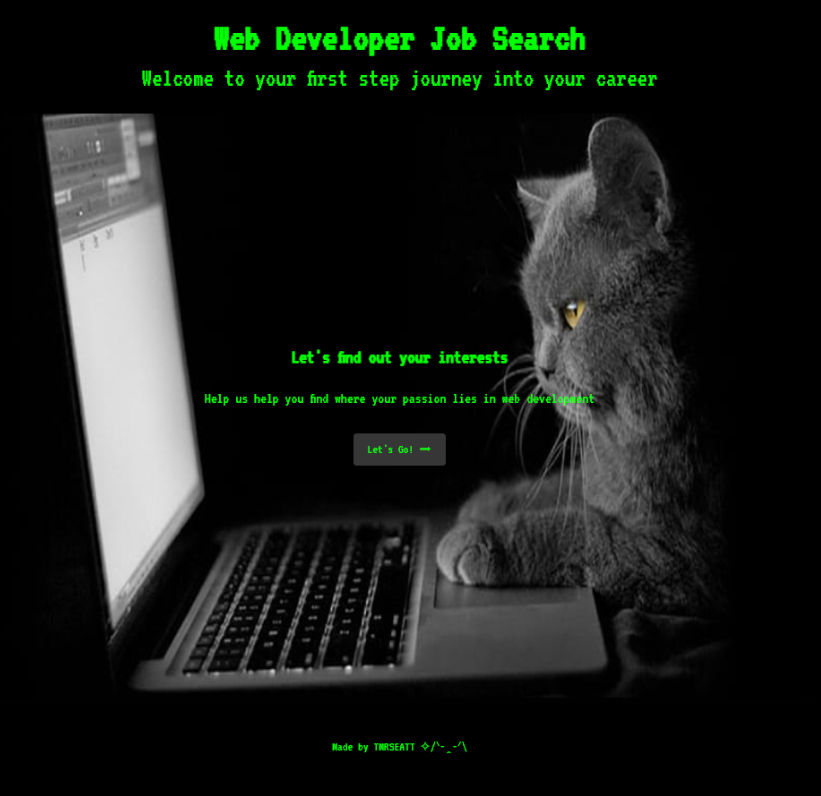 Web Developer Job Search
Welcome to your first step journey into your career
Let's find out your interests
Help us help you find where your passion lies in web development
Let's Go! ⟶
Made by TMRSEATT ✧/ᐠ-‸-ᐟ\